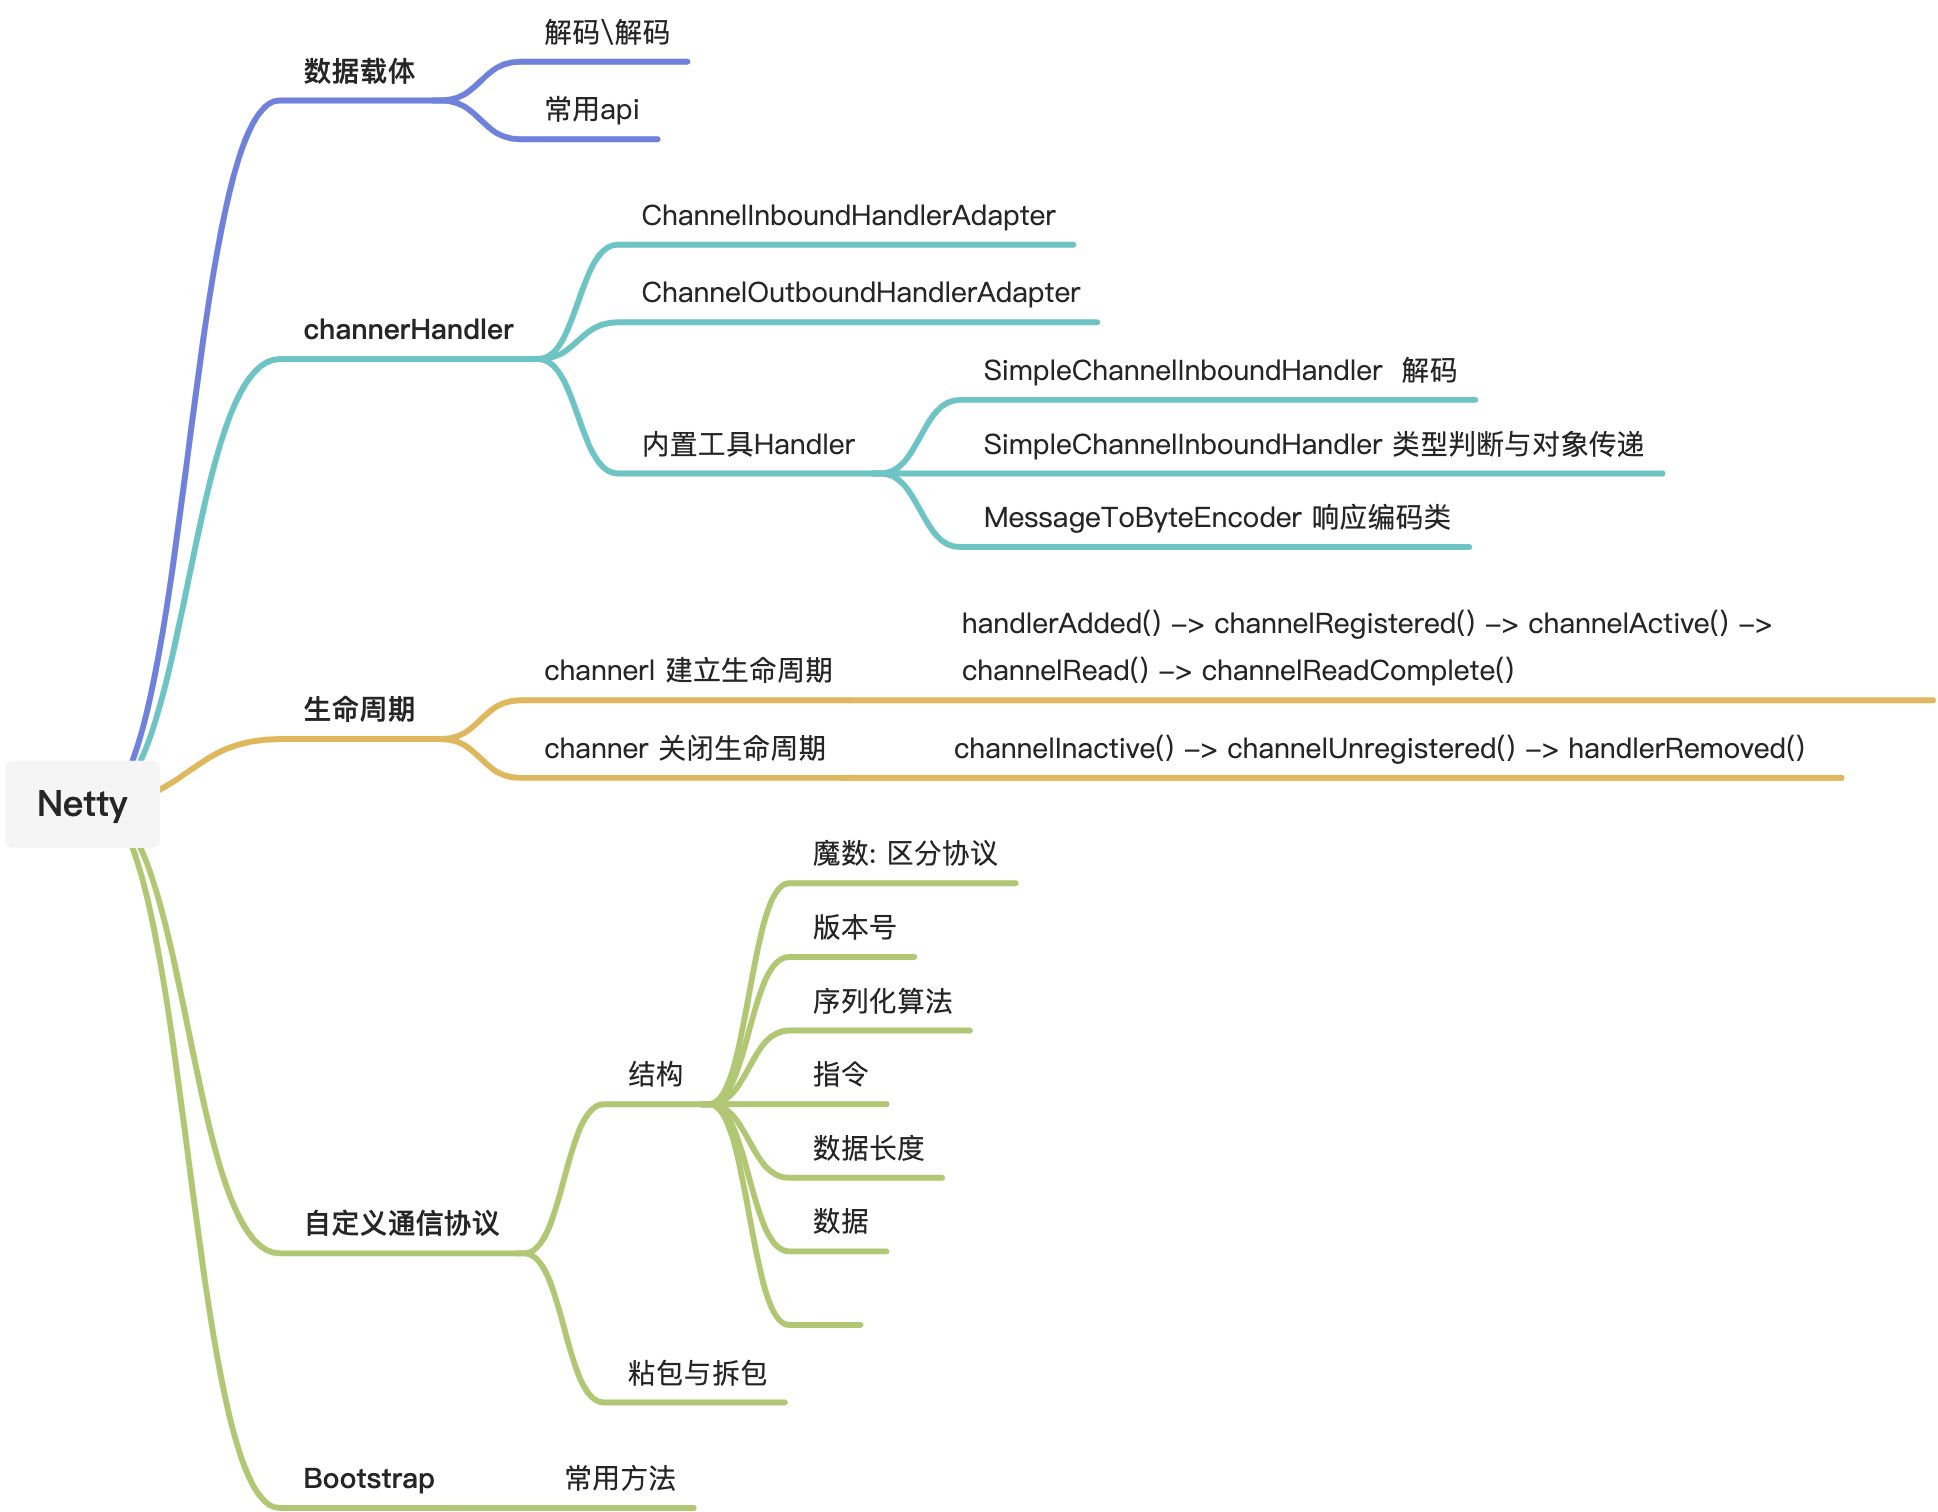 Netty
数据载体
解码\解码
常用api
channerHandler
ChannelInboundHandlerAdapter
ChannelOutboundHandlerAdapter
内置工具Handler
SimpleChannelInboundHandler 解码
SimpleChannelInboundHandler 类型判断与对象传递
MessageToByteEncoder 响应编码类
生命周期
channerl 建立生命周期
handlerAdded() -> channelRegistered() -> channelActive() ->
channelRead() -> channelReadComplete()
channer 关闭生命周期
channelInactive() -> channelUnregistered() -> handlerRemoved()
自定义通信协议
结构
魔数: 区分协议
版本号
序列化算法
指令
数据长度
数据
粘包与拆包
Bootstrap
常用方法